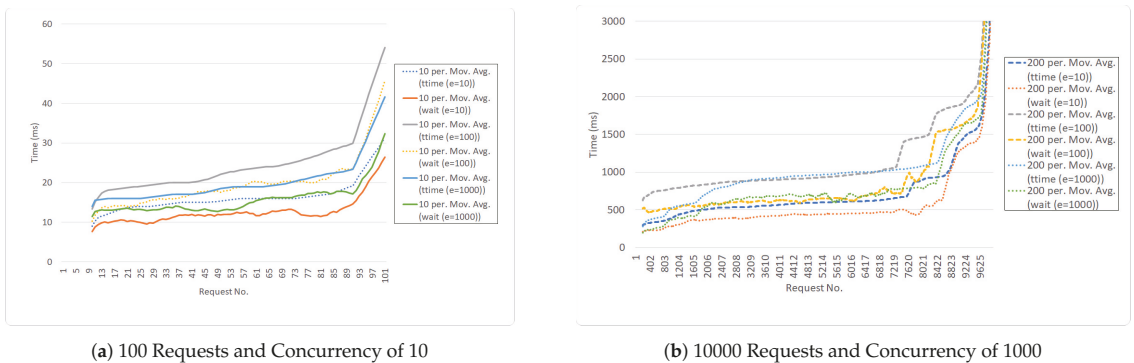 60
50
40
30
20
10
0
Time (ms)
1
5
9
13
17
21
25
29
33
37
41
45
49
53
57
61
65
69
73
77
81
85
89
93
97
101
Request No.
10 per. Mov. Avg.
(ttime (e=10))
10 per. Mov. Avg.
(wait (e=10))
10 per. Mov. Avg.
(ttime (e=100))
10 per. Mov. Avg.
(wait (e=100))
10 per. Mov. Avg.
(ttime (e=1000))
10 per. Mov. Avg.
(wait (e=1000))
(a) 100 Requests and Concurrency of 10
3000
2500
2000
1500
1000
500
0
Time (ms)
1
402
803
1204
1605
2006
2407
2808
3209
3610
4011
4412
4813
5214
5615
6016
6417
6818
7219
7620
8021
8422
8823
9224
9625
Request No.
200 per. Mov. Avg.
(ttime (e=10))
200 per. Mov. Avg.
(wait (e=10))
200 per. Mov. Avg.
(ttime (e=100))
200 per. Mov. Avg.
(wait (e=100))
200 per. Mov. Avg.
(ttime (e=1000))
200 per. Mov. Avg.
(wait (e=1000))
(b) 10000 Requests and Concurrency of 1000